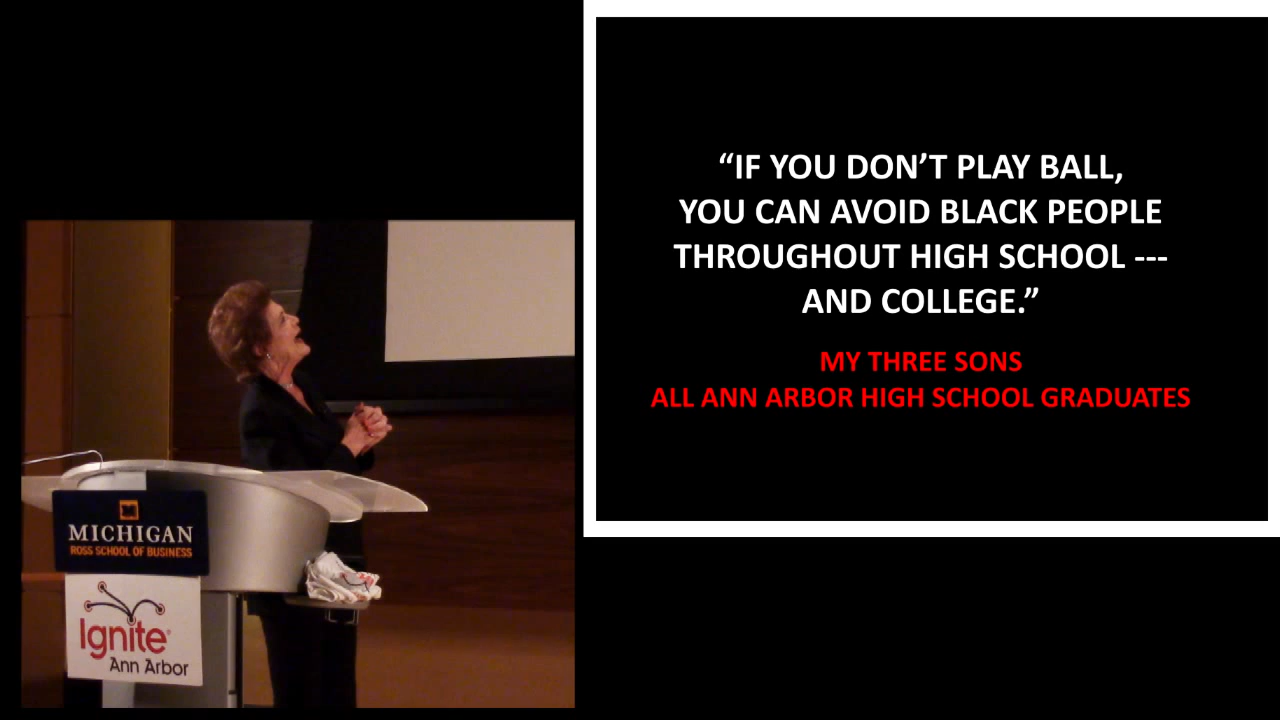 “IF YOU DON’T PLAY BALL,
YOU CAN AVOID BLACK PEOPLE
THROUGHOUT HIGH SCHOOL ---
AND COLLEGE.”
MY THREE SONS
ALL ANN ARBOR HIGH SCHOOL GRADUATES
MICHIGAN
ROSS SCHOOL OF BUSINESS
Ignite®
Ann Arbor